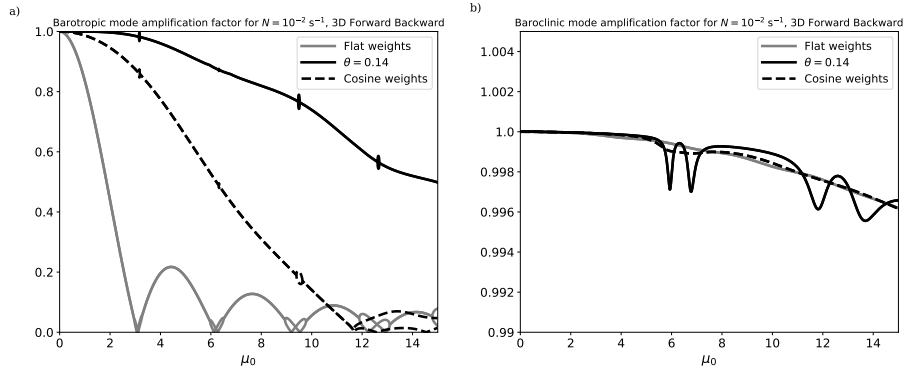 a)
Barotropic mode amplification factor for N = 10⁻² s⁻¹, 3D Forward Backward
1.0
0.8
0.6
0.4
0.2
0.0
0 2 4 6 8 10 12 14
μ₀
Flat weights
θ = 0.14
Cosine weights
b)
Baroclinic mode amplification factor for N = 10⁻² s⁻¹, 3D Forward Backward
1.004
1.002
1.0
0.998
0.996
0.994
0.992
0.99
0 2 4 6 8 10 12 14
μ₀
Flat weights
θ = 0.14
Cosine weights